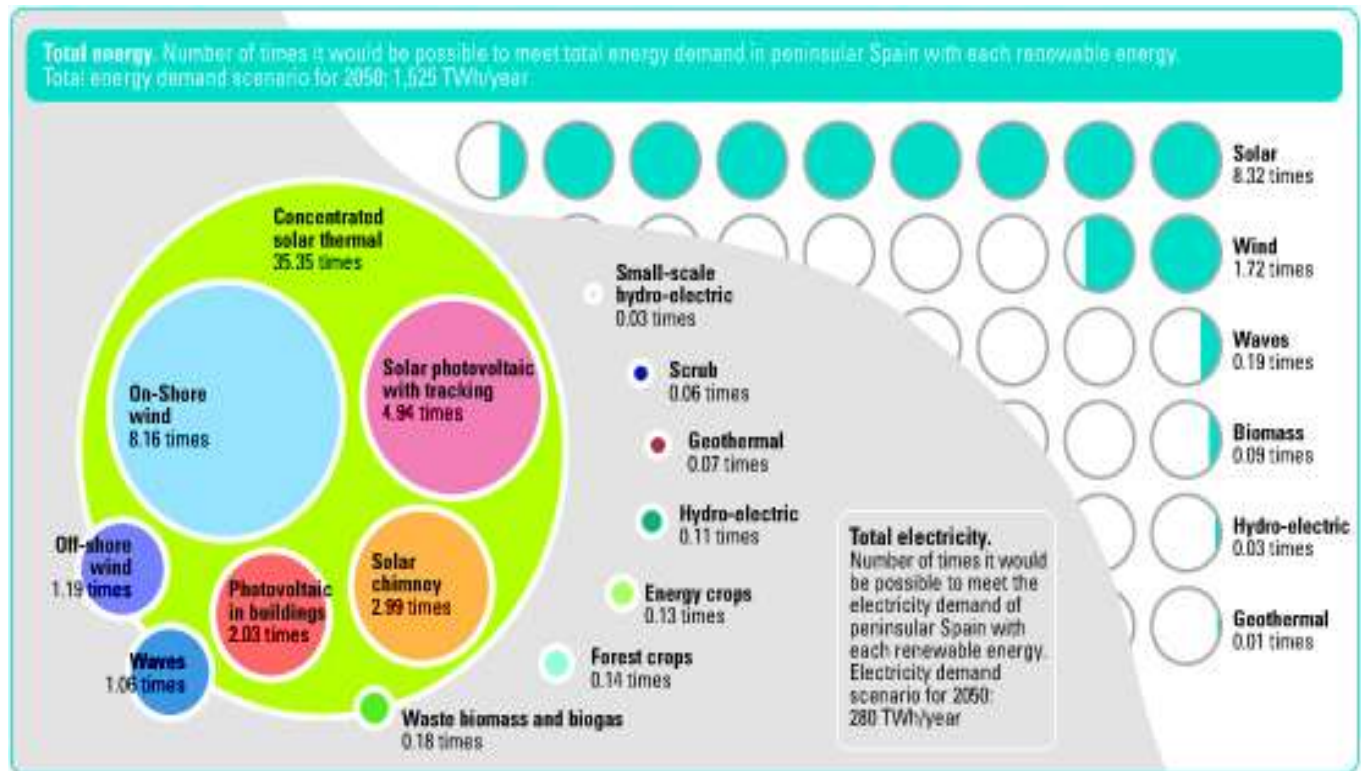 Total energy. Number of times it would be possible to meet total energy demand in peninsular Spain with each renewable energy.
Total energy demand scenario for 2050: 1,525 TWh/year
Solar
8.32 times
Wind
1.72 times
Waves
0.19 times
Biomass
0.09 times
Hydro-electric
0.03 times
Geothermal
0.01 times
Concentrated
solar thermal
35.35 times
On-Shore
wind
8.16 times
Solar photovoltaic
with tracking
4.94 times
Off-shore
wind
1.19 times
Photovoltaic
in buildings
2.03 times
Solar
chimney
2.99 times
Waves
1.06 times
Waste biomass and biogas
0.18 times
Small-scale
hydro-electric
0.03 times
Scrub
0.06 times
Geothermal
0.07 times
Hydro-electric
0.11 times
Energy crops
0.13 times
Forest crops
0.14 times
Total electricity.
Number of times it would
be possible to meet the
electricity demand of
peninsular Spain with
each renewable energy.
Electricity demand
scenario for 2050:
280 TWh/year